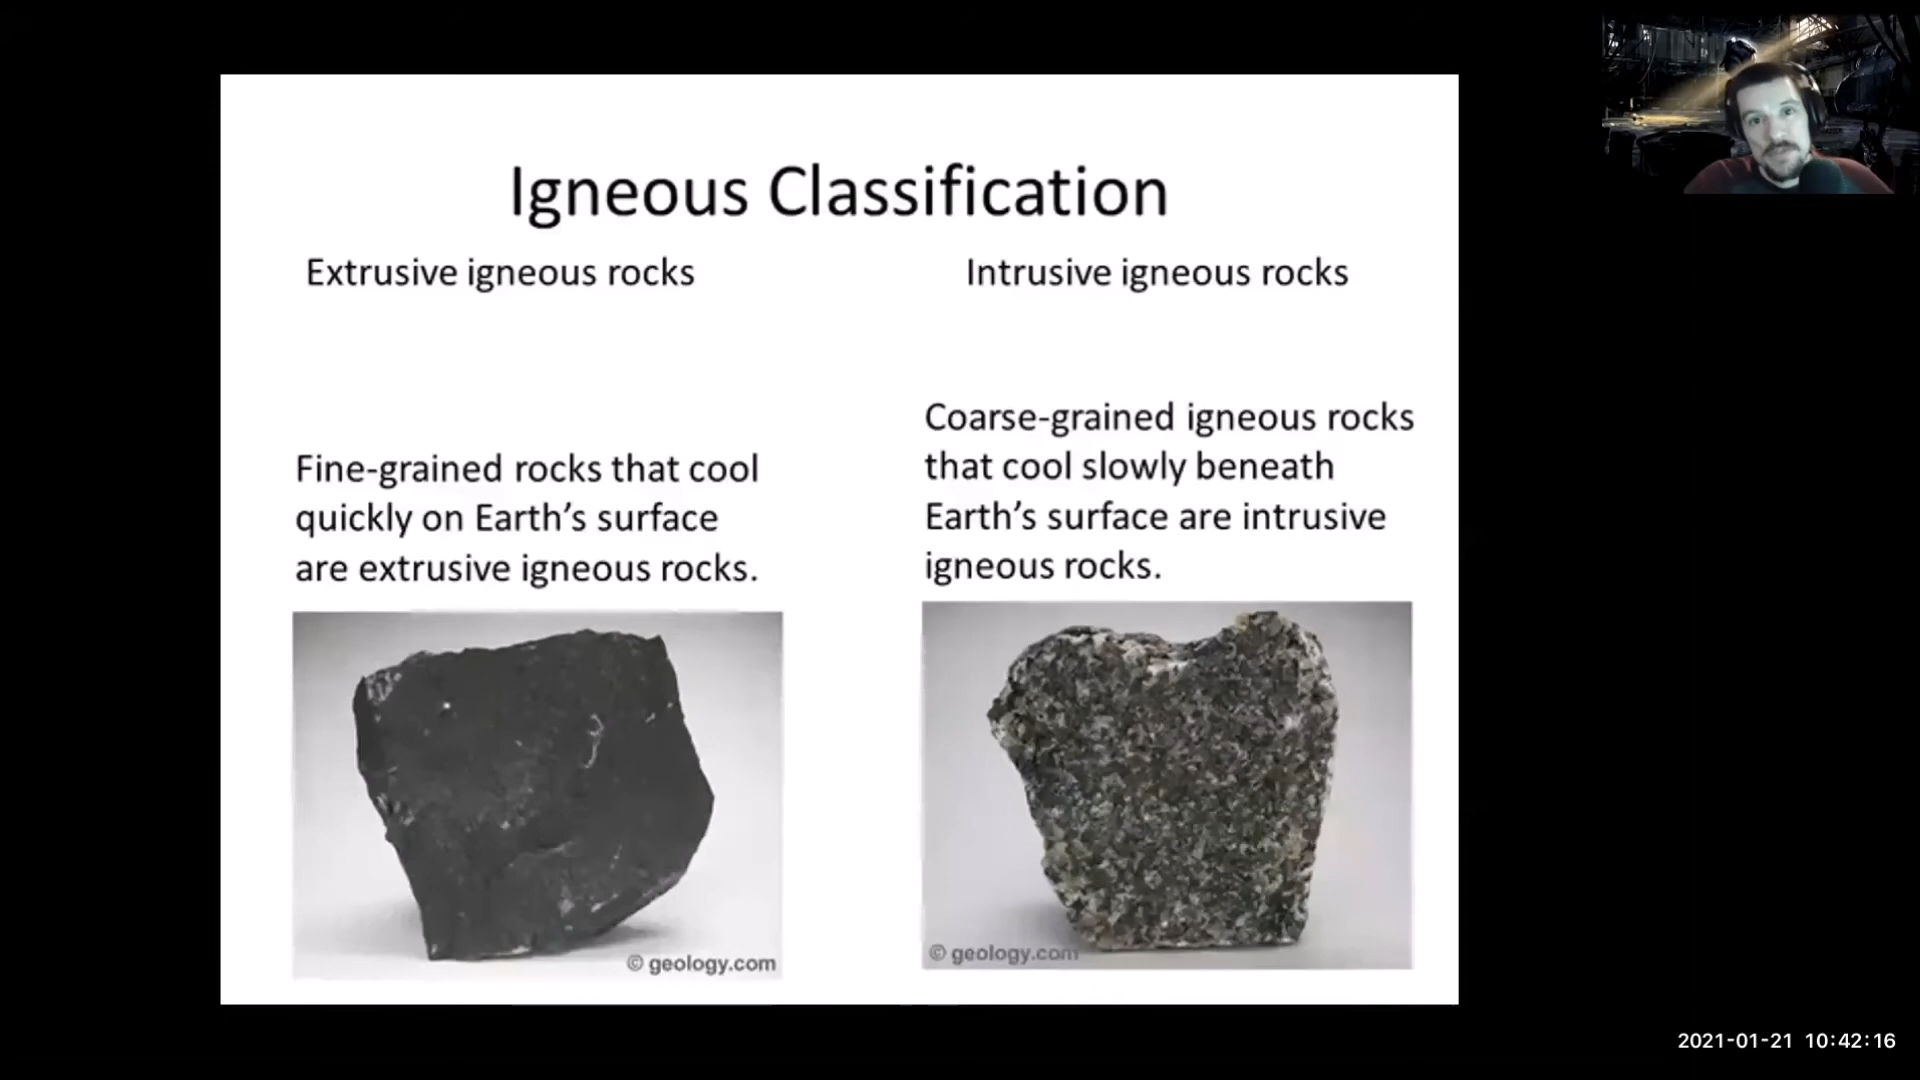 Igneous Classification
Extrusive igneous rocks
Fine-grained rocks that cool
quickly on Earth’s surface
are extrusive igneous rocks.
© geology.com
Intrusive igneous rocks
Coarse-grained igneous rocks
that cool slowly beneath
Earth’s surface are intrusive
igneous rocks.
© geology.com
2021-01-21 10:42:16